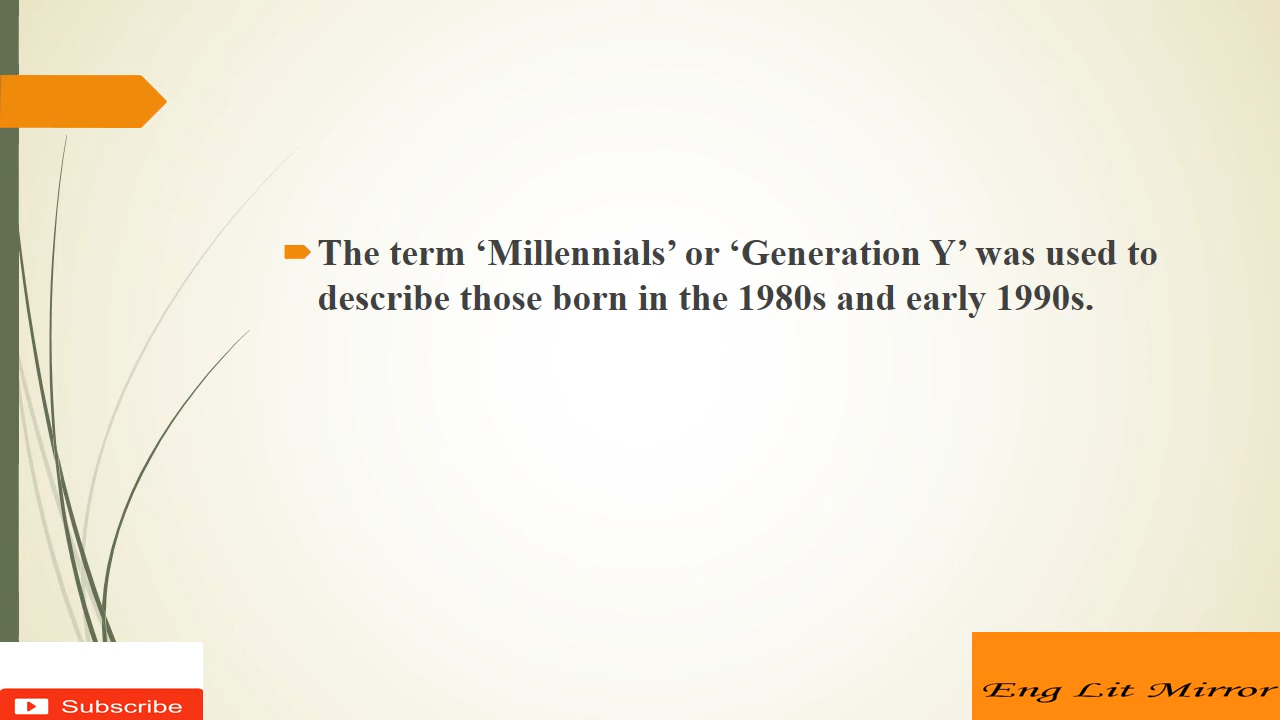 The term ‘Millennials’ or ‘Generation Y’ was used to
describe those born in the 1980s and early 1990s.
Subscribe
Eng Lit Mirror